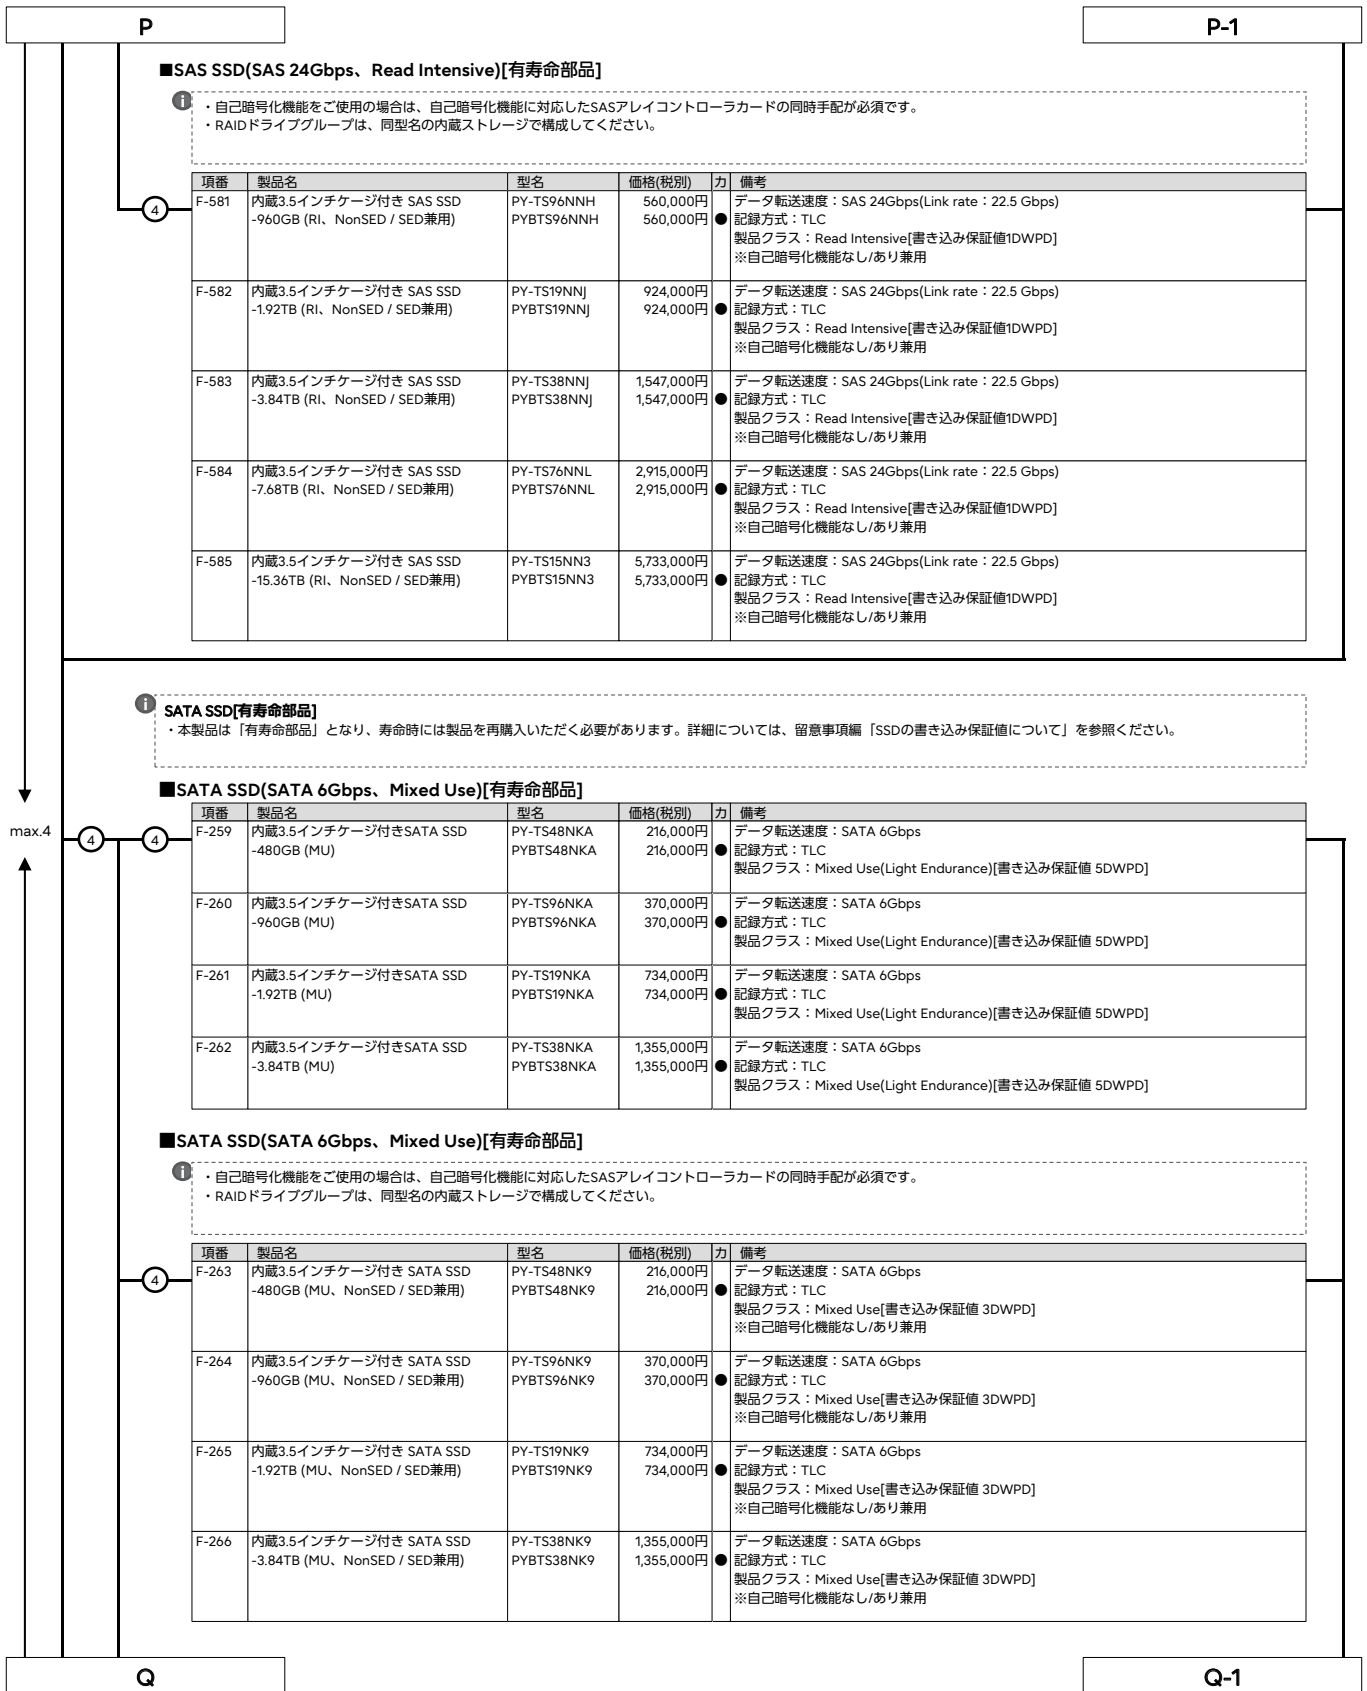 P
P-1
■SAS SSD(SAS 24Gbps、Read Intensive)[有寿命部品]
・自己暗号化機能をご使用の場合は、自己暗号化機能に対応したSASアレイコントローラカードの同時手配が必須です。
・RAIDドライブグループは、同型名の内蔵ストレージで構成してください。
項番 製品名 型名 価格(税別) カ 備考
F-581 内蔵3.5インチケージ付き SAS SSD PY-TS96NNH 560,000円 データ転送速度：SAS 24Gbps(Link rate：22.5 Gbps)
④ -960GB (RI、NonSED / SED兼用) PYBTS96NNH 560,000円 ● 記録方式：TLC
製品クラス：Read Intensive[書き込み保証値1DWPD]
※自己暗号化機能なし/あり兼用
F-582 内蔵3.5インチケージ付き SAS SSD PY-TS19NNJ 924,000円 データ転送速度：SAS 24Gbps(Link rate：22.5 Gbps)
-1.92TB (RI、NonSED / SED兼用) PYBTS19NNJ 924,000円 ● 記録方式：TLC
製品クラス：Read Intensive[書き込み保証値1DWPD]
※自己暗号化機能なし/あり兼用
F-583 内蔵3.5インチケージ付き SAS SSD PY-TS38NNJ 1,547,000円 データ転送速度：SAS 24Gbps(Link rate：22.5 Gbps)
-3.84TB (RI、NonSED / SED兼用) PYBTS38NNJ 1,547,000円 ● 記録方式：TLC
製品クラス：Read Intensive[書き込み保証値1DWPD]
※自己暗号化機能なし/あり兼用
F-584 内蔵3.5インチケージ付き SAS SSD PY-TS76NNL 2,915,000円 データ転送速度：SAS 24Gbps(Link rate：22.5 Gbps)
-7.68TB (RI、NonSED / SED兼用) PYBTS76NNL 2,915,000円 ● 記録方式：TLC
製品クラス：Read Intensive[書き込み保証値1DWPD]
※自己暗号化機能なし/あり兼用
F-585 内蔵3.5インチケージ付き SAS SSD PY-TS15NN3 5,733,000円 データ転送速度：SAS 24Gbps(Link rate：22.5 Gbps)
-15.36TB (RI、NonSED / SED兼用) PYBTS15NN3 5,733,000円 ● 記録方式：TLC
製品クラス：Read Intensive[書き込み保証値1DWPD]
※自己暗号化機能なし/あり兼用
SATA SSD[有寿命部品]
・本製品は「有寿命部品」となり、寿命時には製品を再購入いただく必要があります。詳細については、留意事項編「SSDの書き込み保証値について」を参照ください。
■SATA SSD(SATA 6Gbps、Mixed Use)[有寿命部品]
項番 製品名 型名 価格(税別) カ 備考
max.4 ④ ④ F-259 内蔵3.5インチケージ付きSATA SSD PY-TS48NKA 216,000円 データ転送速度：SATA 6Gbps
-480GB (MU) PYBTS48NKA 216,000円 ● 記録方式：TLC
製品クラス：Mixed Use(Light Endurance)[書き込み保証値 5DWPD]
F-260 内蔵3.5インチケージ付きSATA SSD PY-TS96NKA 370,000円 データ転送速度：SATA 6Gbps
-960GB (MU) PYBTS96NKA 370,000円 ● 記録方式：TLC
製品クラス：Mixed Use(Light Endurance)[書き込み保証値 5DWPD]
F-261 内蔵3.5インチケージ付きSATA SSD PY-TS19NKA 734,000円 データ転送速度：SATA 6Gbps
-1.92TB (MU) PYBTS19NKA 734,000円 ● 記録方式：TLC
製品クラス：Mixed Use(Light Endurance)[書き込み保証値 5DWPD]
F-262 内蔵3.5インチケージ付きSATA SSD PY-TS38NKA 1,355,000円 データ転送速度：SATA 6Gbps
-3.84TB (MU) PYBTS38NKA 1,355,000円 ● 記録方式：TLC
製品クラス：Mixed Use(Light Endurance)[書き込み保証値 5DWPD]
■SATA SSD(SATA 6Gbps、Mixed Use)[有寿命部品]
・自己暗号化機能をご使用の場合は、自己暗号化機能に対応したSASアレイコントローラカードの同時手配が必須です。
・RAIDドライブグループは、同型名の内蔵ストレージで構成してください。
項番 製品名 型名 価格(税別) カ 備考
④ F-263 内蔵3.5インチケージ付き SATA SSD PY-TS48NK9 216,000円 データ転送速度：SATA 6Gbps
-480GB (MU、NonSED / SED兼用) PYBTS48NK9 216,000円 ● 記録方式：TLC
製品クラス：Mixed Use[書き込み保証値 3DWPD]
※自己暗号化機能なし/あり兼用
F-264 内蔵3.5インチケージ付き SATA SSD PY-TS96NK9 370,000円 データ転送速度：SATA 6Gbps
-960GB (MU、NonSED / SED兼用) PYBTS96NK9 370,000円 ● 記録方式：TLC
製品クラス：Mixed Use[書き込み保証値 3DWPD]
※自己暗号化機能なし/あり兼用
F-265 内蔵3.5インチケージ付き SATA SSD PY-TS19NK9 734,000円 データ転送速度：SATA 6Gbps
-1.92TB (MU、NonSED / SED兼用) PYBTS19NK9 734,000円 ● 記録方式：TLC
製品クラス：Mixed Use[書き込み保証値 3DWPD]
※自己暗号化機能なし/あり兼用
F-266 内蔵3.5インチケージ付き SATA SSD PY-TS38NK9 1,355,000円 データ転送速度：SATA 6Gbps
-3.84TB (MU、NonSED / SED兼用) PYBTS38NK9 1,355,000円 ● 記録方式：TLC
製品クラス：Mixed Use[書き込み保証値 3DWPD]
※自己暗号化機能なし/あり兼用
Q
Q-1